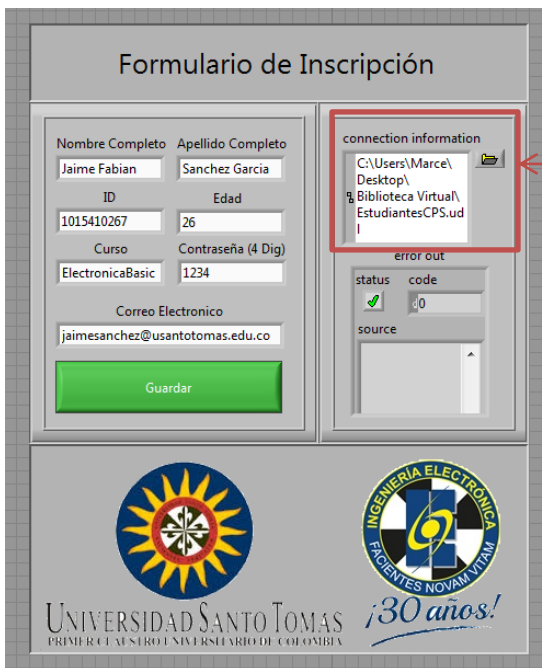 Formulario de Inscripción
Nombre Completo Apellido Completo
Jaime Fabian Sanchez Garcia
ID Edad
1015410267 26
Curso Contraseña (4 Dig)
ElectronicaBasic 1234
Correo Electronico
jaimesanchez@usantotomas.edu.co
Guardar
connection information
C:\Users\Marce\
Desktop\
Biblioteca Virtual\
EstudiantesCPS.ud
l
error out
status code
d0
source
UNIVERSIDAD SANTO TOMAS
PRIMER CLAUSTRO UNIVERSITARIO DE COLOMBIA
INGENIERÍA ELECTRÓNICA
FACIENTES NOVAM VITAM
¡30 años!